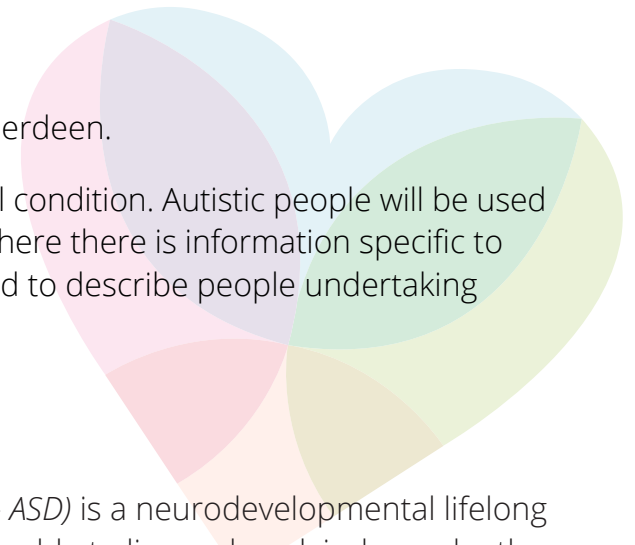 erdeen.
l condition. Autistic people will be used
here there is information specific to
d to describe people undertaking
ASD) is a neurodevelopmental lifelong